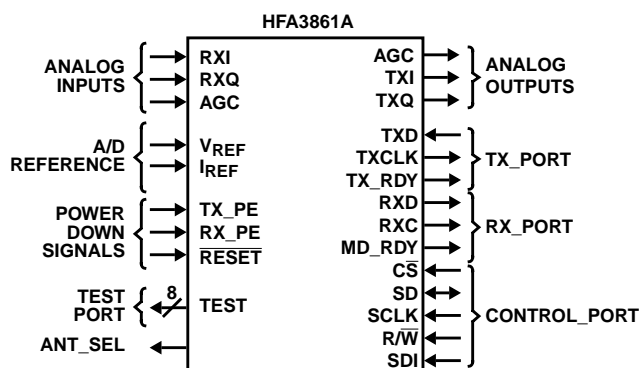 HFA3861A
ANALOG
INPUTS
RXI
RXQ
AGC
A/D
REFERENCE
VREF
IREF
POWER
DOWN
SIGNALS
TX_PE
RX_PE
RESET
TEST
PORT
8
TEST
ANT_SEL
AGC
TXI
TXQ
ANALOG
OUTPUTS
TXD
TXCLK
TX_RDY
TX_PORT
RXD
RXC
MD_RDY
RX_PORT
CS
SD
SCLK
R/W
SDI
CONTROL_PORT